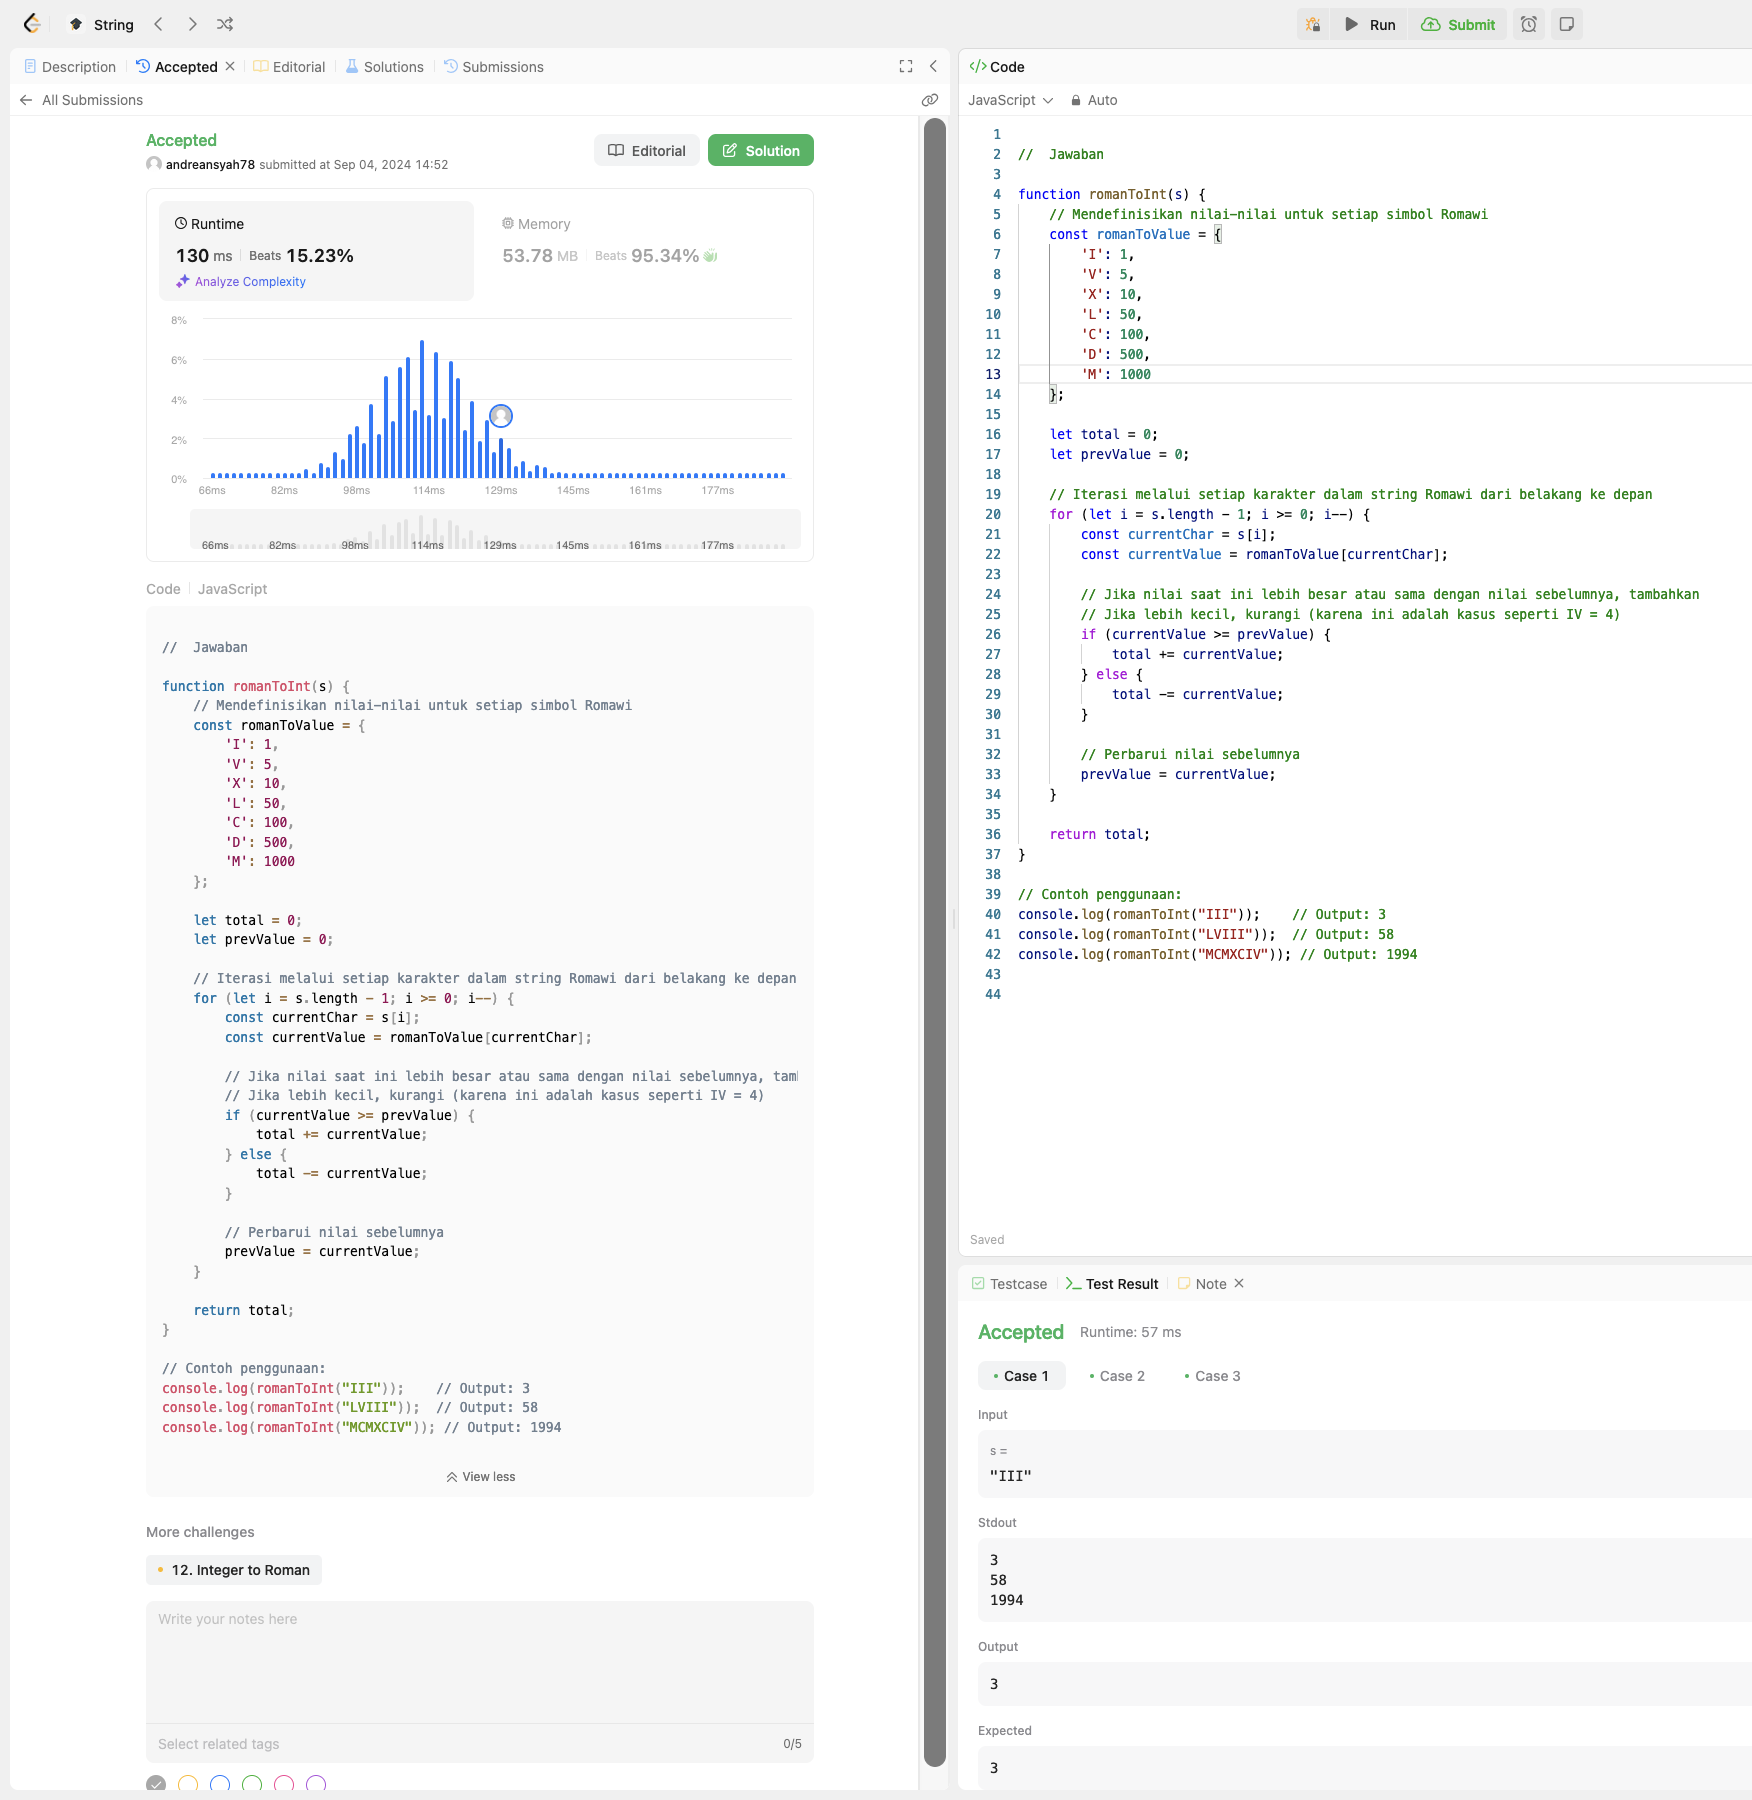 String
Run
Submit
Description
Accepted
Editorial
Solutions
Submissions
All Submissions
Accepted
andreansyah78 submitted at Sep 04, 2024 14:52
Editorial
Solution
Runtime
130 ms
Beats 15.23%
Analyze Complexity
Memory
53.78 MB
Beats 95.34%
8%
6%
4%
2%
0%
66ms 82ms 98ms 114ms 129ms 145ms 161ms 177ms
66ms 82ms 98ms 114ms 129ms 145ms 161ms 177ms
Code JavaScript
//  Jawaban
function romanToInt(s) {
    // Mendefinisikan nilai-nilai untuk setiap simbol Romawi
    const romanToValue = {
        'I': 1,
        'V': 5,
        'X': 10,
        'L': 50,
        'C': 100,
        'D': 500,
        'M': 1000
    };
    let total = 0;
    let prevValue = 0;
    // Iterasi melalui setiap karakter dalam string Romawi dari belakang ke depan
    for (let i = s.length - 1; i >= 0; i--) {
        const currentChar = s[i];
        const currentValue = romanToValue[currentChar];
        // Jika nilai saat ini lebih besar atau sama dengan nilai sebelumnya, tam
        // Jika lebih kecil, kurangi (karena ini adalah kasus seperti IV = 4)
        if (currentValue >= prevValue) {
            total += currentValue;
        } else {
            total -= currentValue;
        }
        // Perbarui nilai sebelumnya
        prevValue = currentValue;
    }
    return total;
}
// Contoh penggunaan:
console.log(romanToInt("III"));    // Output: 3
console.log(romanToInt("LVIII"));  // Output: 58
console.log(romanToInt("MCMXCIV")); // Output: 1994
View less
More challenges
12. Integer to Roman
Write your notes here
Select related tags
0/5
Code
JavaScript
Auto
1
2 //  Jawaban
3
4 function romanToInt(s) {
5     // Mendefinisikan nilai-nilai untuk setiap simbol Romawi
6     const romanToValue = {
7         'I': 1,
8         'V': 5,
9         'X': 10,
10         'L': 50,
11         'C': 100,
12         'D': 500,
13         'M': 1000
14     };
15
16     let total = 0;
17     let prevValue = 0;
18
19     // Iterasi melalui setiap karakter dalam string Romawi dari belakang ke depan
20     for (let i = s.length - 1; i >= 0; i--) {
21         const currentChar = s[i];
22         const currentValue = romanToValue[currentChar];
23
24         // Jika nilai saat ini lebih besar atau sama dengan nilai sebelumnya, tambahkan
25         // Jika lebih kecil, kurangi (karena ini adalah kasus seperti IV = 4)
26         if (currentValue >= prevValue) {
27             total += currentValue;
28         } else {
29             total -= currentValue;
30         }
31
32         // Perbarui nilai sebelumnya
33         prevValue = currentValue;
34     }
35
36     return total;
37 }
38
39 // Contoh penggunaan:
40 console.log(romanToInt("III"));    // Output: 3
41 console.log(romanToInt("LVIII"));  // Output: 58
42 console.log(romanToInt("MCMXCIV")); // Output: 1994
43
44
Saved
Testcase
Test Result
Note
Accepted
Runtime: 57 ms
Case 1
Case 2
Case 3
Input
s =
"III"
Stdout
3
58
1994
Output
3
Expected
3